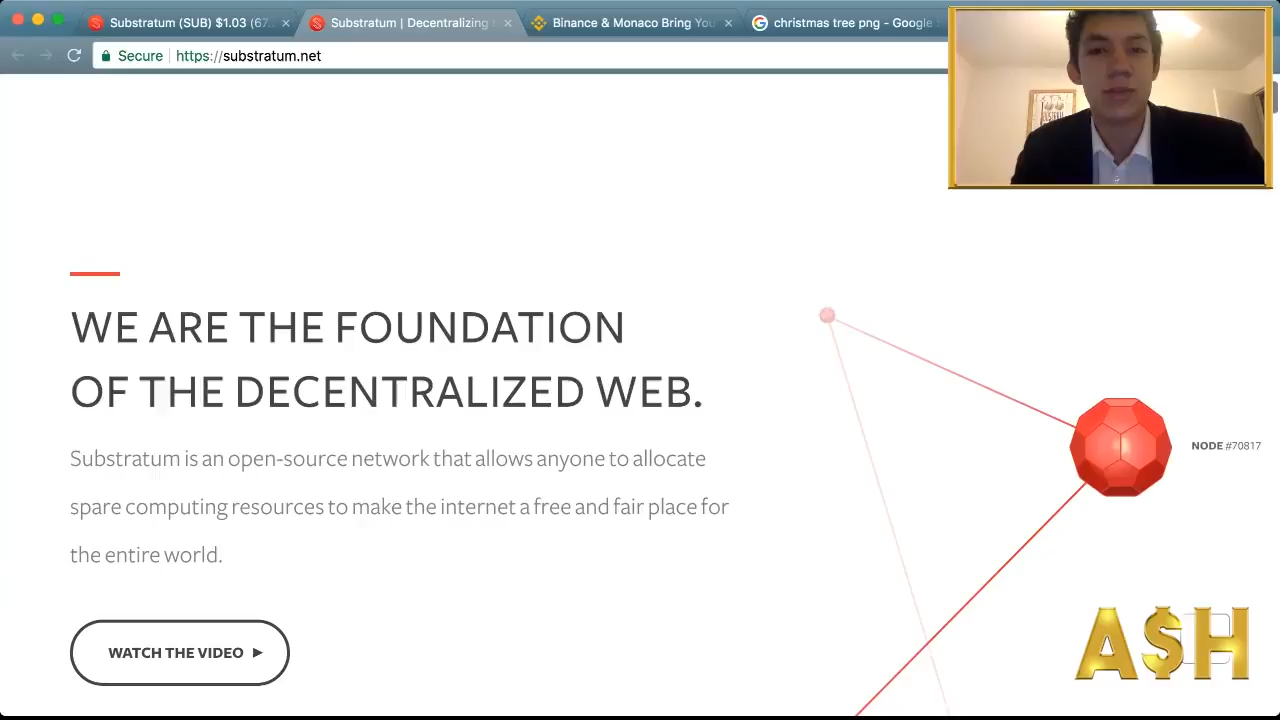 Substratum (SUB) $1.03 (67..
Substratum | Decentralizing t
Binance & Monaco Bring You
christmas tree png - Google
Secure
https://substratum.net
WE ARE THE FOUNDATION
OF THE DECENTRALIZED WEB.
Substratum is an open-source network that allows anyone to allocate
spare computing resources to make the internet a free and fair place for
the entire world.
NODE #70817
WATCH THE VIDEO
A$H